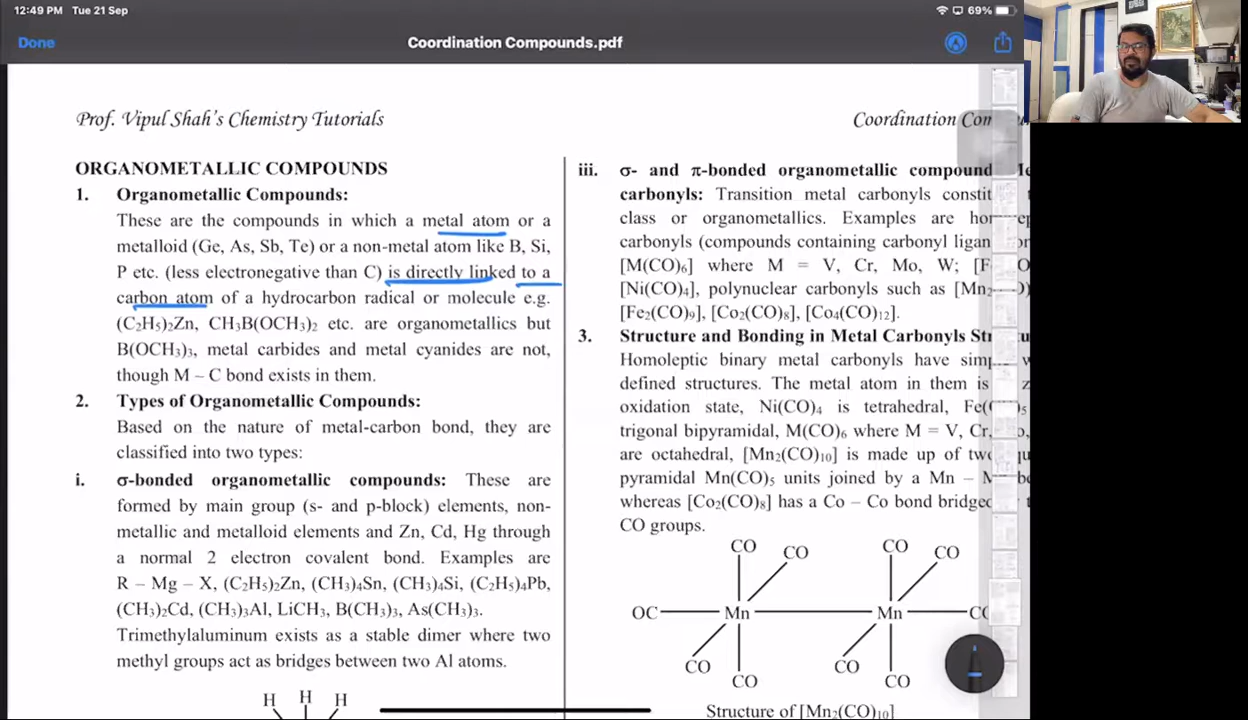 12:49 PM Tue 21 Sep
69%
Done
Coordination Compounds.pdf
Prof. Vipul Shah's Chemistry Tutorials
Coordination Com
ORGANOMETALLIC COMPOUNDS
1. Organometallic Compounds:
These are the compounds in which a metal atom or a
metalloid (Ge, As, Sb, Te) or a non-metal atom like B, Si,
P etc. (less electronegative than C) is directly linked to a
carbon atom of a hydrocarbon radical or molecule e.g.
(C₂H₅)₂Zn, CH₃B(OCH₃)₂ etc. are organometallics but
B(OCH₃)₃, metal carbides and metal cyanides are not,
though M – C bond exists in them.
2. Types of Organometallic Compounds:
Based on the nature of metal-carbon bond, they are
classified into two types:
i. σ-bonded organometallic compounds: These are
formed by main group (s- and p-block) elements, non-
metallic and metalloid elements and Zn, Cd, Hg through
a normal 2 electron covalent bond. Examples are
R – Mg – X, (C₂H₅)₂Zn, (CH₃)₄Sn, (CH₃)₄Si, (C₂H₅)₄Pb,
(CH₃)₂Cd, (CH₃)₃Al, LiCH₃, B(CH₃)₃, As(CH₃)₃.
Trimethylaluminum exists as a stable dimer where two
methyl groups act as bridges between two Al atoms.
H H H
iii. σ- and π-bonded organometallic compound
carbonyls: Transition metal carbonyls constit
class or organometallics. Examples are
carbonyls (compounds containing carbonyl ligan
[M(CO)₆] where M = V, Cr, Mo, W; [F
[Ni(CO)₄], polynuclear carbonyls such as [Mn₂
[Fe₂(CO)₉], [Co₂(CO)₈], [Co₄(CO)₁₂].
3. Structure and Bonding in Metal Carbonyls
Homoleptic binary metal carbonyls have
defined structures. The metal atom in them is
oxidation state, Ni(CO)₄ is tetrahedral,
trigonal bipyramidal, M(CO)₆ where M = V, Cr,
are octahedral, [Mn₂(CO)₁₀] is made up of
pyramidal Mn(CO)₅ units joined by a Mn –
whereas [Co₂(CO)₈] has a Co – Co bond bridged
CO groups.
CO CO CO CO
OC Mn Mn
CO CO CO CO
Structure of [Mn₂(CO)₁₀]